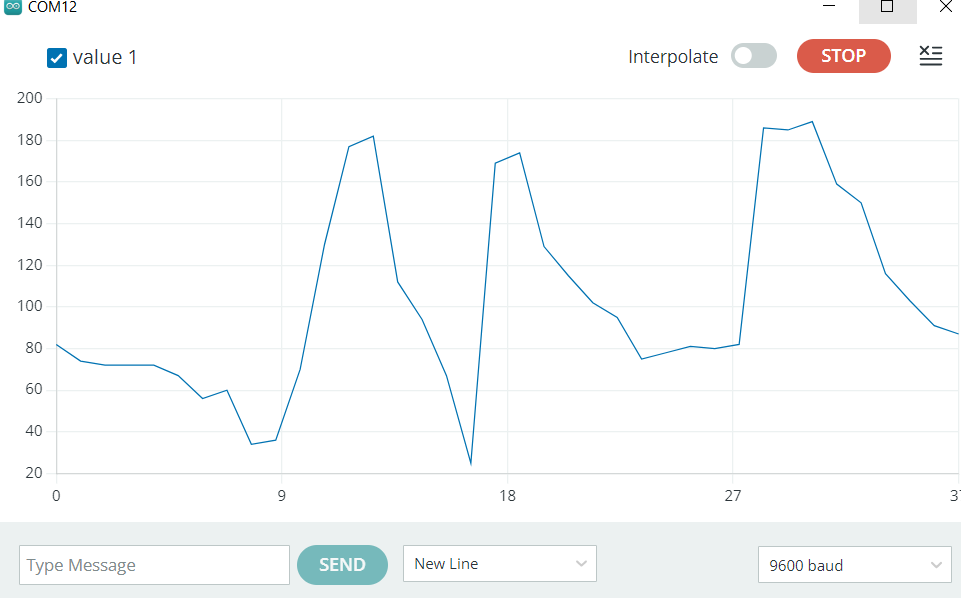 COM12
value 1
Interpolate
STOP
200
180
160
140
120
100
80
60
40
20
0 9 18 27
Type Message
SEND
New Line
9600 baud